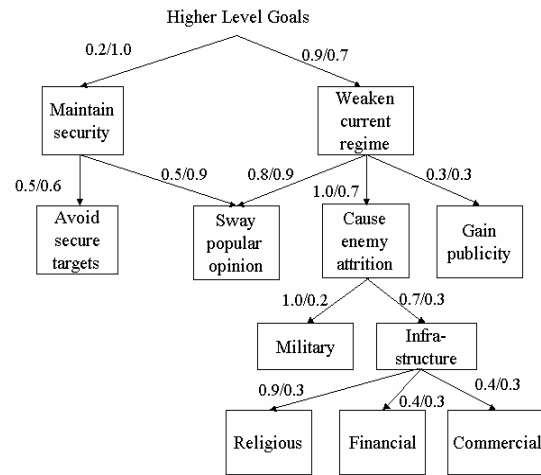 Higher Level Goals
0.2/1.0
0.9/0.7
Maintain
security
Weaken
current
regime
0.5/0.6
0.5/0.9
0.8/0.9
1.0/0.7
0.3/0.3
Avoid
secure
targets
Sway
popular
opinion
Cause
enemy
attrition
Gain
publicity
1.0/0.2
0.7/0.3
Military
Infra-
structure
0.9/0.3
0.4/0.3
0.4/0.3
Religious
Financial
Commercial